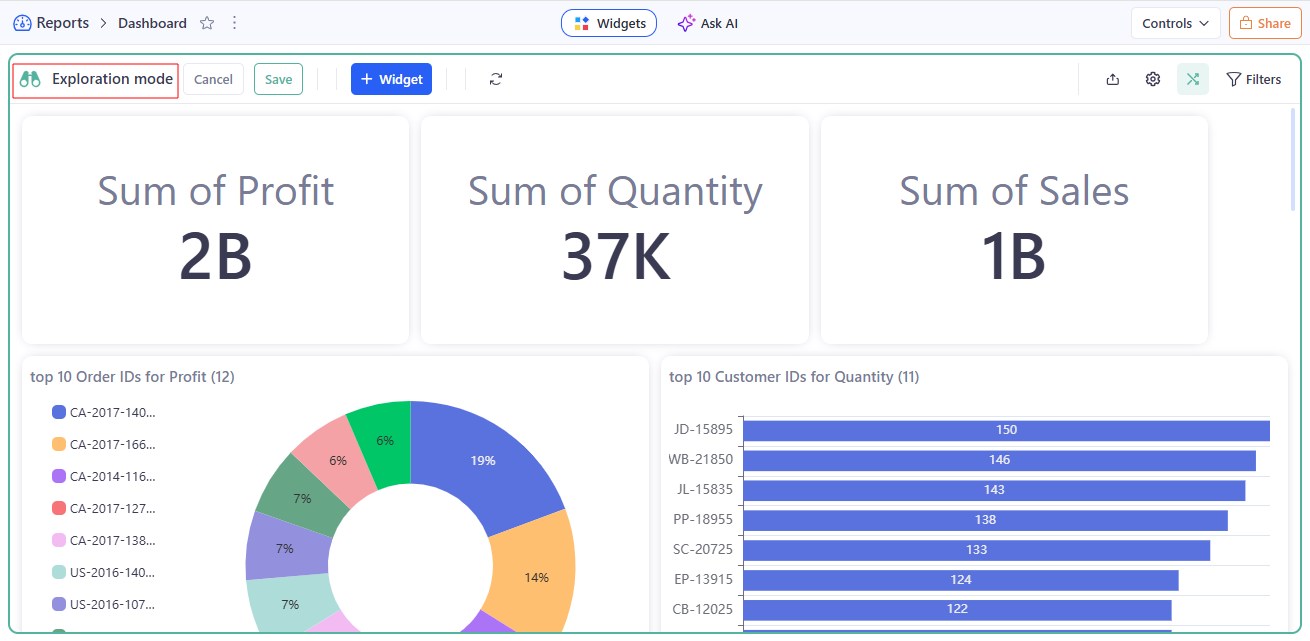 Reports > Dashboard
Widgets
Ask AI
Controls
Share
Exploration mode
Cancel
Save
+ Widget
Filters
Sum of Profit
2B
Sum of Quantity
37K
Sum of Sales
1B
top 10 Order IDs for Profit (12)
CA-2017-140...
CA-2017-166...
CA-2014-116...
CA-2017-127...
CA-2017-138...
US-2016-140...
US-2016-107...
19%
14%
7%
7%
7%
6%
6%
top 10 Customer IDs for Quantity (11)
JD-15895 150
WB-21850 146
JL-15835 143
PP-18955 138
SC-20725 133
EP-13915 124
CB-12025 122